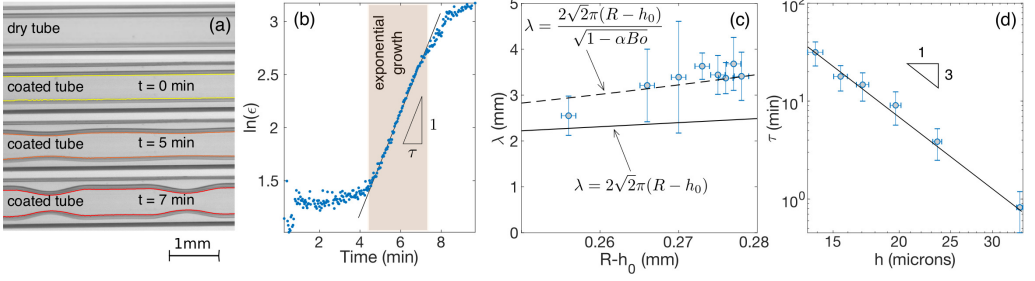 (a)
dry tube
coated tube t = 0 min
coated tube t = 5 min
coated tube t = 7 min
1mm
(b)
3
2.5
2.0
1.5
ln(ϵ)
exponential
growth
1
τ
2 4 6 8
Time (min)
(c)
5
4
3
2
1
0
λ (mm)
λ = 2√2π(R − h₀) / √(1 − αBo)
λ = 2√2π(R − h₀)
0.26 0.27 0.28
R-h₀ (mm)
(d)
1
3
10¹
10⁰
τ (min)
15 20 30
h (microns)